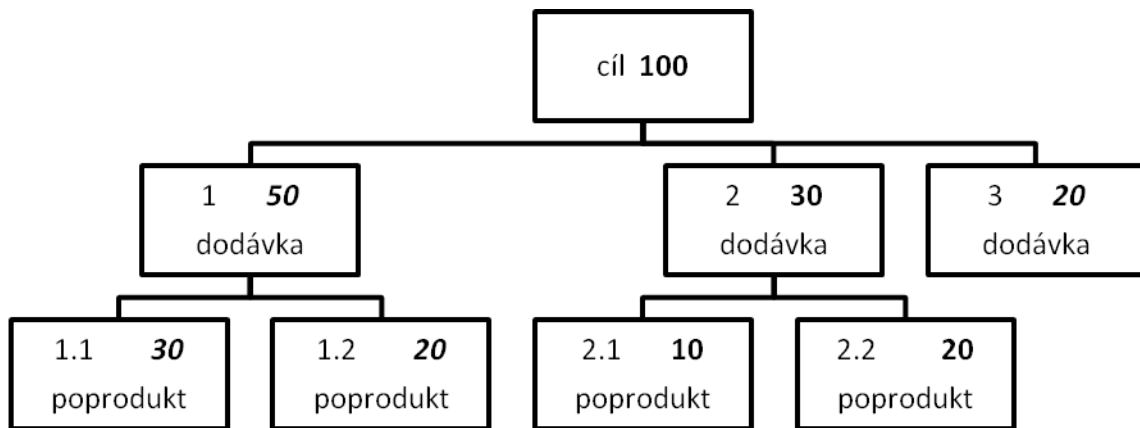 cíl 100
1 50
dodávka
2 30
dodávka
3 20
dodávka
1.1 30
poprodukt
1.2 20
poprodukt
2.1 10
poprodukt
2.2 20
poprodukt